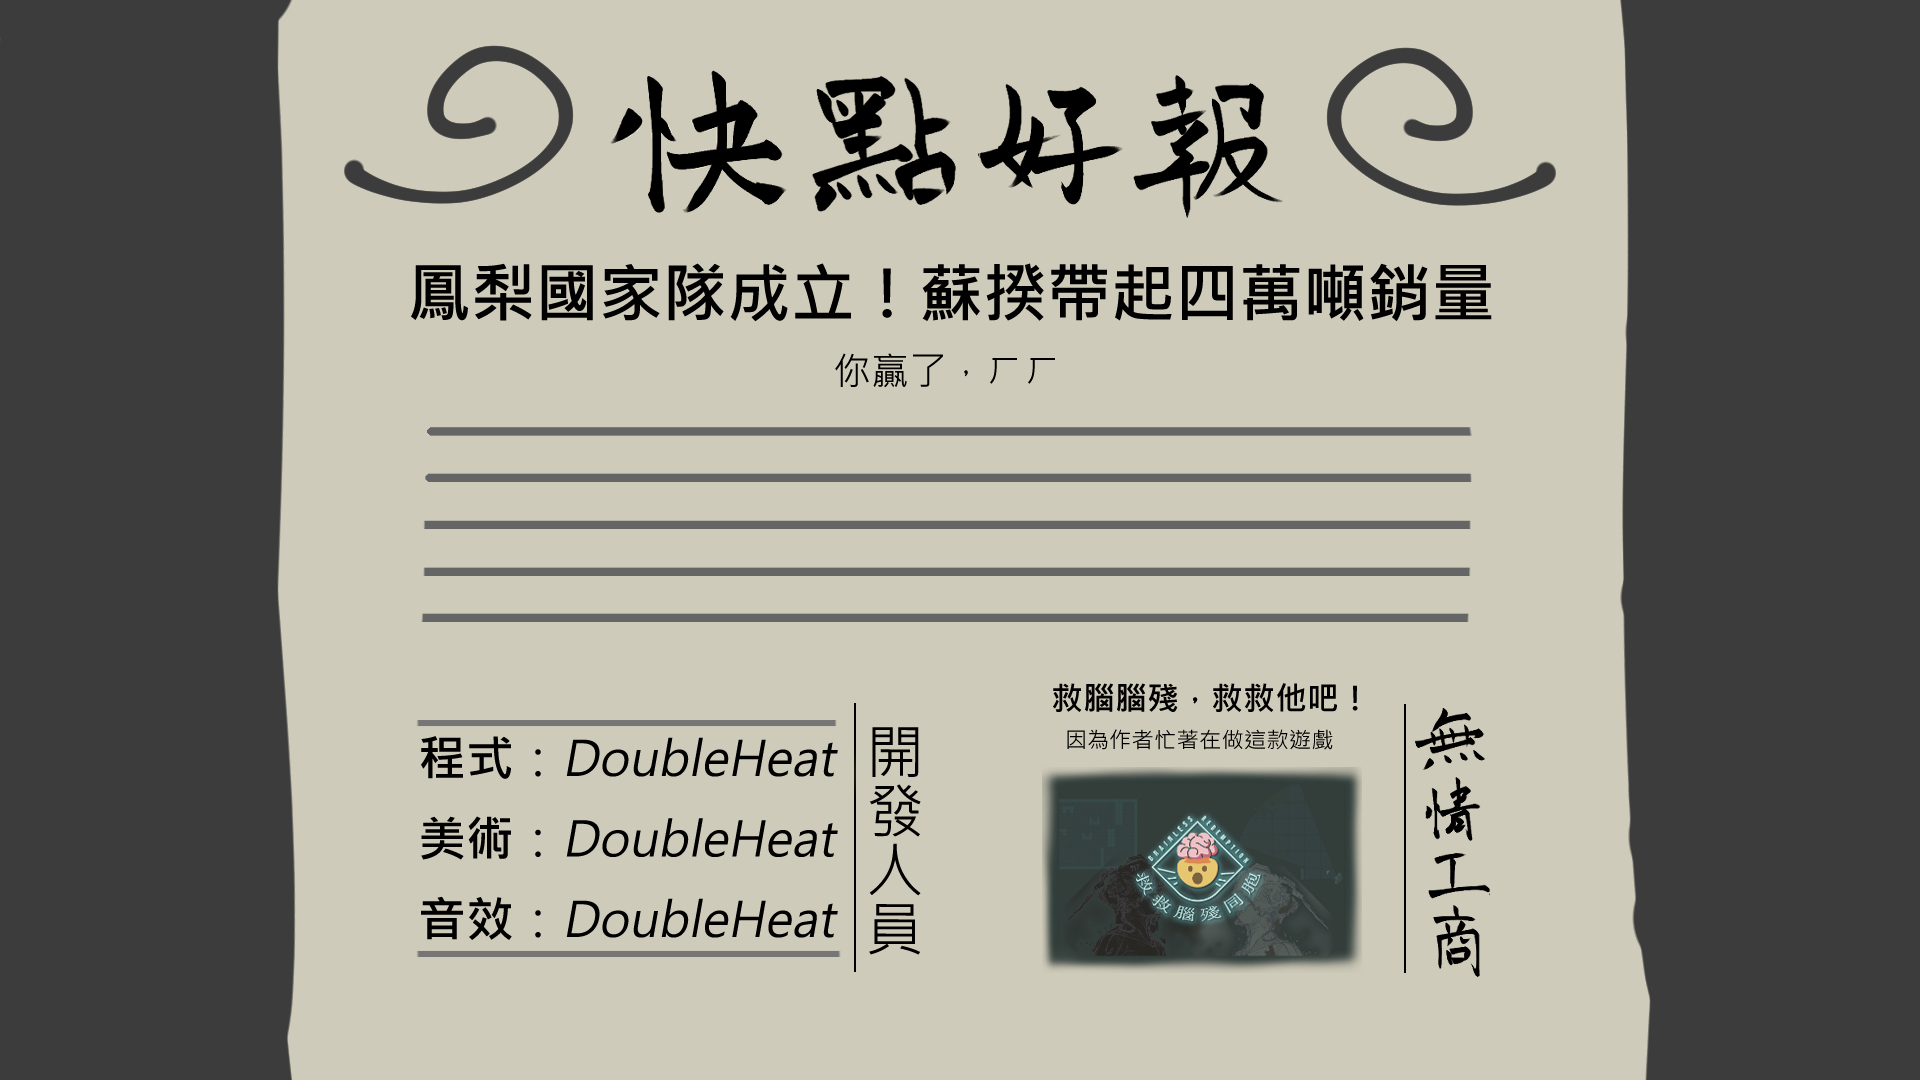 快點好報
鳳梨國家隊成立！蘇揆帶起四萬噸銷量
你贏了，ㄏㄏ
程式：DoubleHeat
美術：DoubleHeat
音效：DoubleHeat
開發人員
救腦腦殘，救救他吧！
因為作者忙著在做這款遊戲
BRAINLESS REDEMPTION
救救腦殘同胞
無情工商